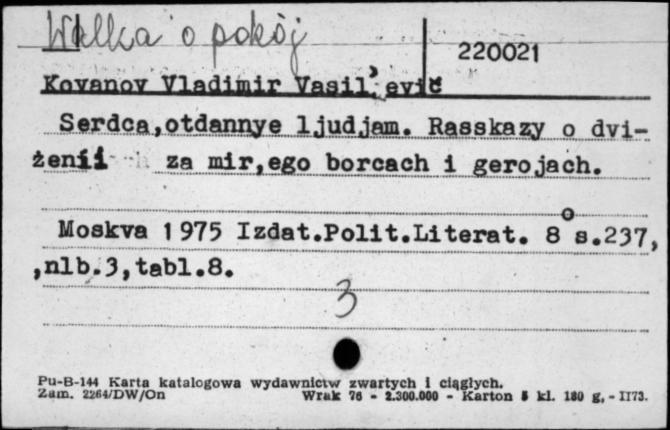 Walka o pokój
220021
Kovanov Vladimir Vasil'evič
Serdca,otdannye ljudjam. Rasskazy o dvi-
ženii za mir,ego borcach i gerojach.
Moskva 1975 Izdat.Polit.Literat. 8° s.237,
,nlb.3,tabl.8.
3
Pu-B-144 Karta katalogowa wydawnictw zwartych i ciągłych.
Zam. 2264/DW/On Wrak 76 - 2.300.000 - Karton 5 kl. 180 g, - II73.